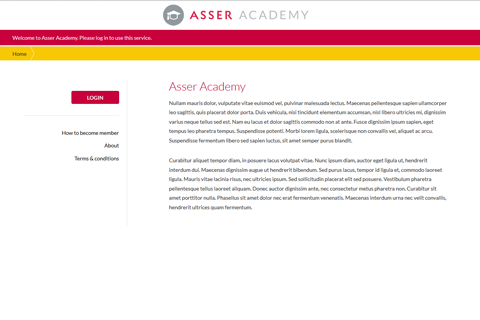 ASSER ACADEMY
Welcome to Asser Academy. Please log in to use this service.
Home
LOGIN
How to become member
About
Terms & conditions
Asser Academy
Nullam mauris dolor, vulputate vitae euismod vel, pulvinar malesuada lectus. Maecenas pellentesque sapien ullamcorper
leo sagittis, quis placerat dolor porta. Duis vehicula, nisi tincidunt elementum accumsan, nisl libero ultricies mi, dignissim
varius neque tellus sed est. Nam eu lacus et dolor sagittis commodo non at ante. Fusce dignissim ipsum sapien, eget
tempus leo pharetra tempus. Suspendisse potenti. Morbi lorem ligula, scelerisque non convallis vel, aliquet ac arcu.
Suspendisse fermentum libero sed sapien luctus, sit amet semper purus blandit.
Curabitur aliquet tempor diam, in posuere lacus volutpat vitae. Nunc ipsum diam, auctor eget ligula ut, hendrerit
interdum dui. Maecenas dignissim augue ut hendrerit bibendum. Sed purus lacus, tempor id ligula et, commodo laoreet
ligula. Mauris vitae lacinia risus, nec ultricies ipsum. Sed sollicitudin placerat elit sed posuere. Vestibulum pharetra
pellentesque tellus laoreet aliquam. Donec auctor dignissim ante, nec consectetur metus pharetra non. Curabitur sit
amet porttitor nulla. Phasellus sit amet dolor nec erat fermentum venenatis. Maecenas interdum urna nec velit convallis,
hendrerit ultrices quam fermentum.